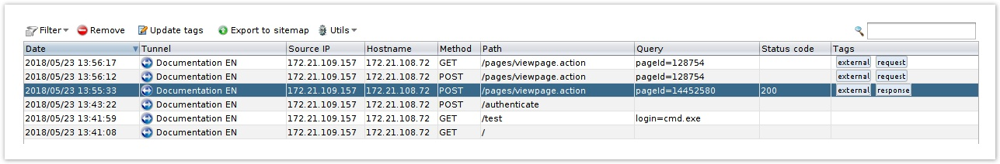 Filter Remove Update tags Export to sitemap Utils
Date Tunnel Source IP Hostname Method Path Query Status code Tags
2018/05/23 13:56:17 Documentation EN 172.21.109.157 172.21.108.72 GET /pages/viewpage.action pageId=128754 external request
2018/05/23 13:56:12 Documentation EN 172.21.109.157 172.21.108.72 POST /pages/viewpage.action pageId=128754 external request
2018/05/23 13:55:33 Documentation EN 172.21.109.157 172.21.108.72 POST /pages/viewpage.action pageId=14452580 200 external response
2018/05/23 13:43:22 Documentation EN 172.21.109.157 172.21.108.72 POST /authenticate
2018/05/23 13:41:59 Documentation EN 172.21.109.157 172.21.108.72 GET /test login=cmd.exe
2018/05/23 13:41:08 Documentation EN 172.21.109.157 172.21.108.72 GET /